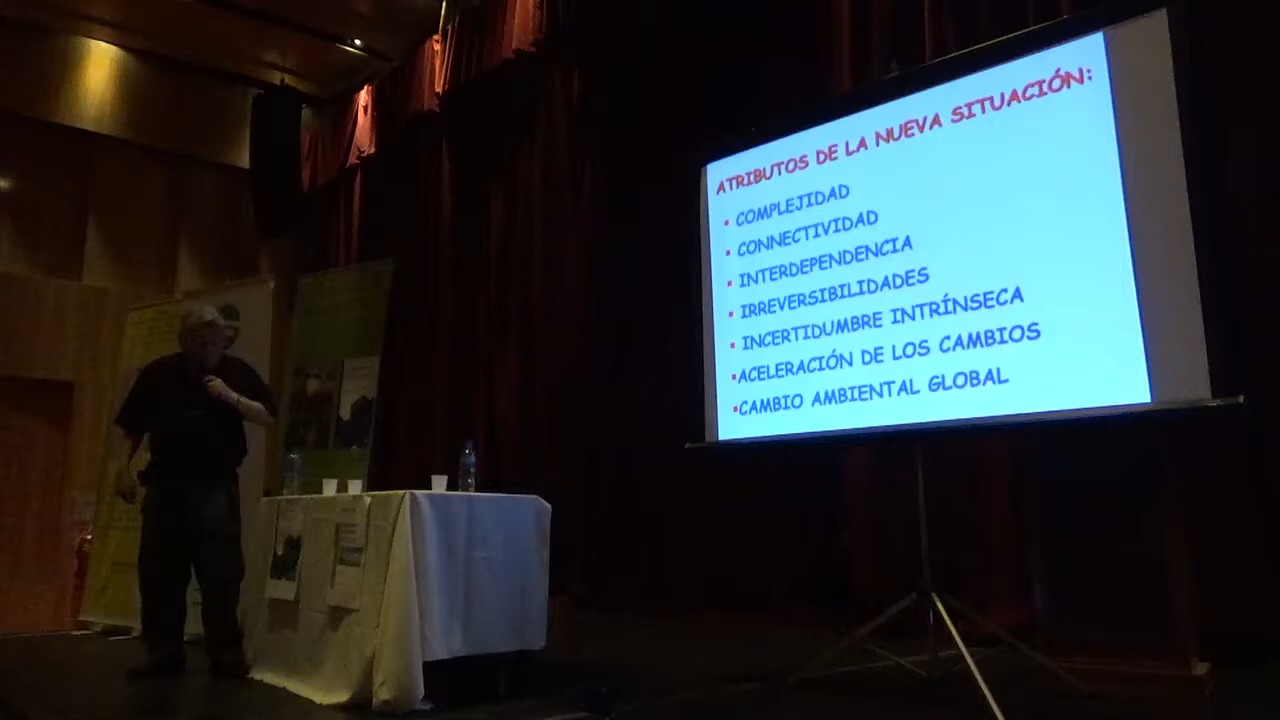 ATRIBUTOS DE LA NUEVA SITUACIÓN:
▪ COMPLEJIDAD
▪ CONNECTIVIDAD
▪ INTERDEPENDENCIA
▪ IRREVERSIBILIDADES
▪ INCERTIDUMBRE INTRÍNSECA
▪ACELERACIÓN DE LOS CAMBIOS
▪CAMBIO AMBIENTAL GLOBAL